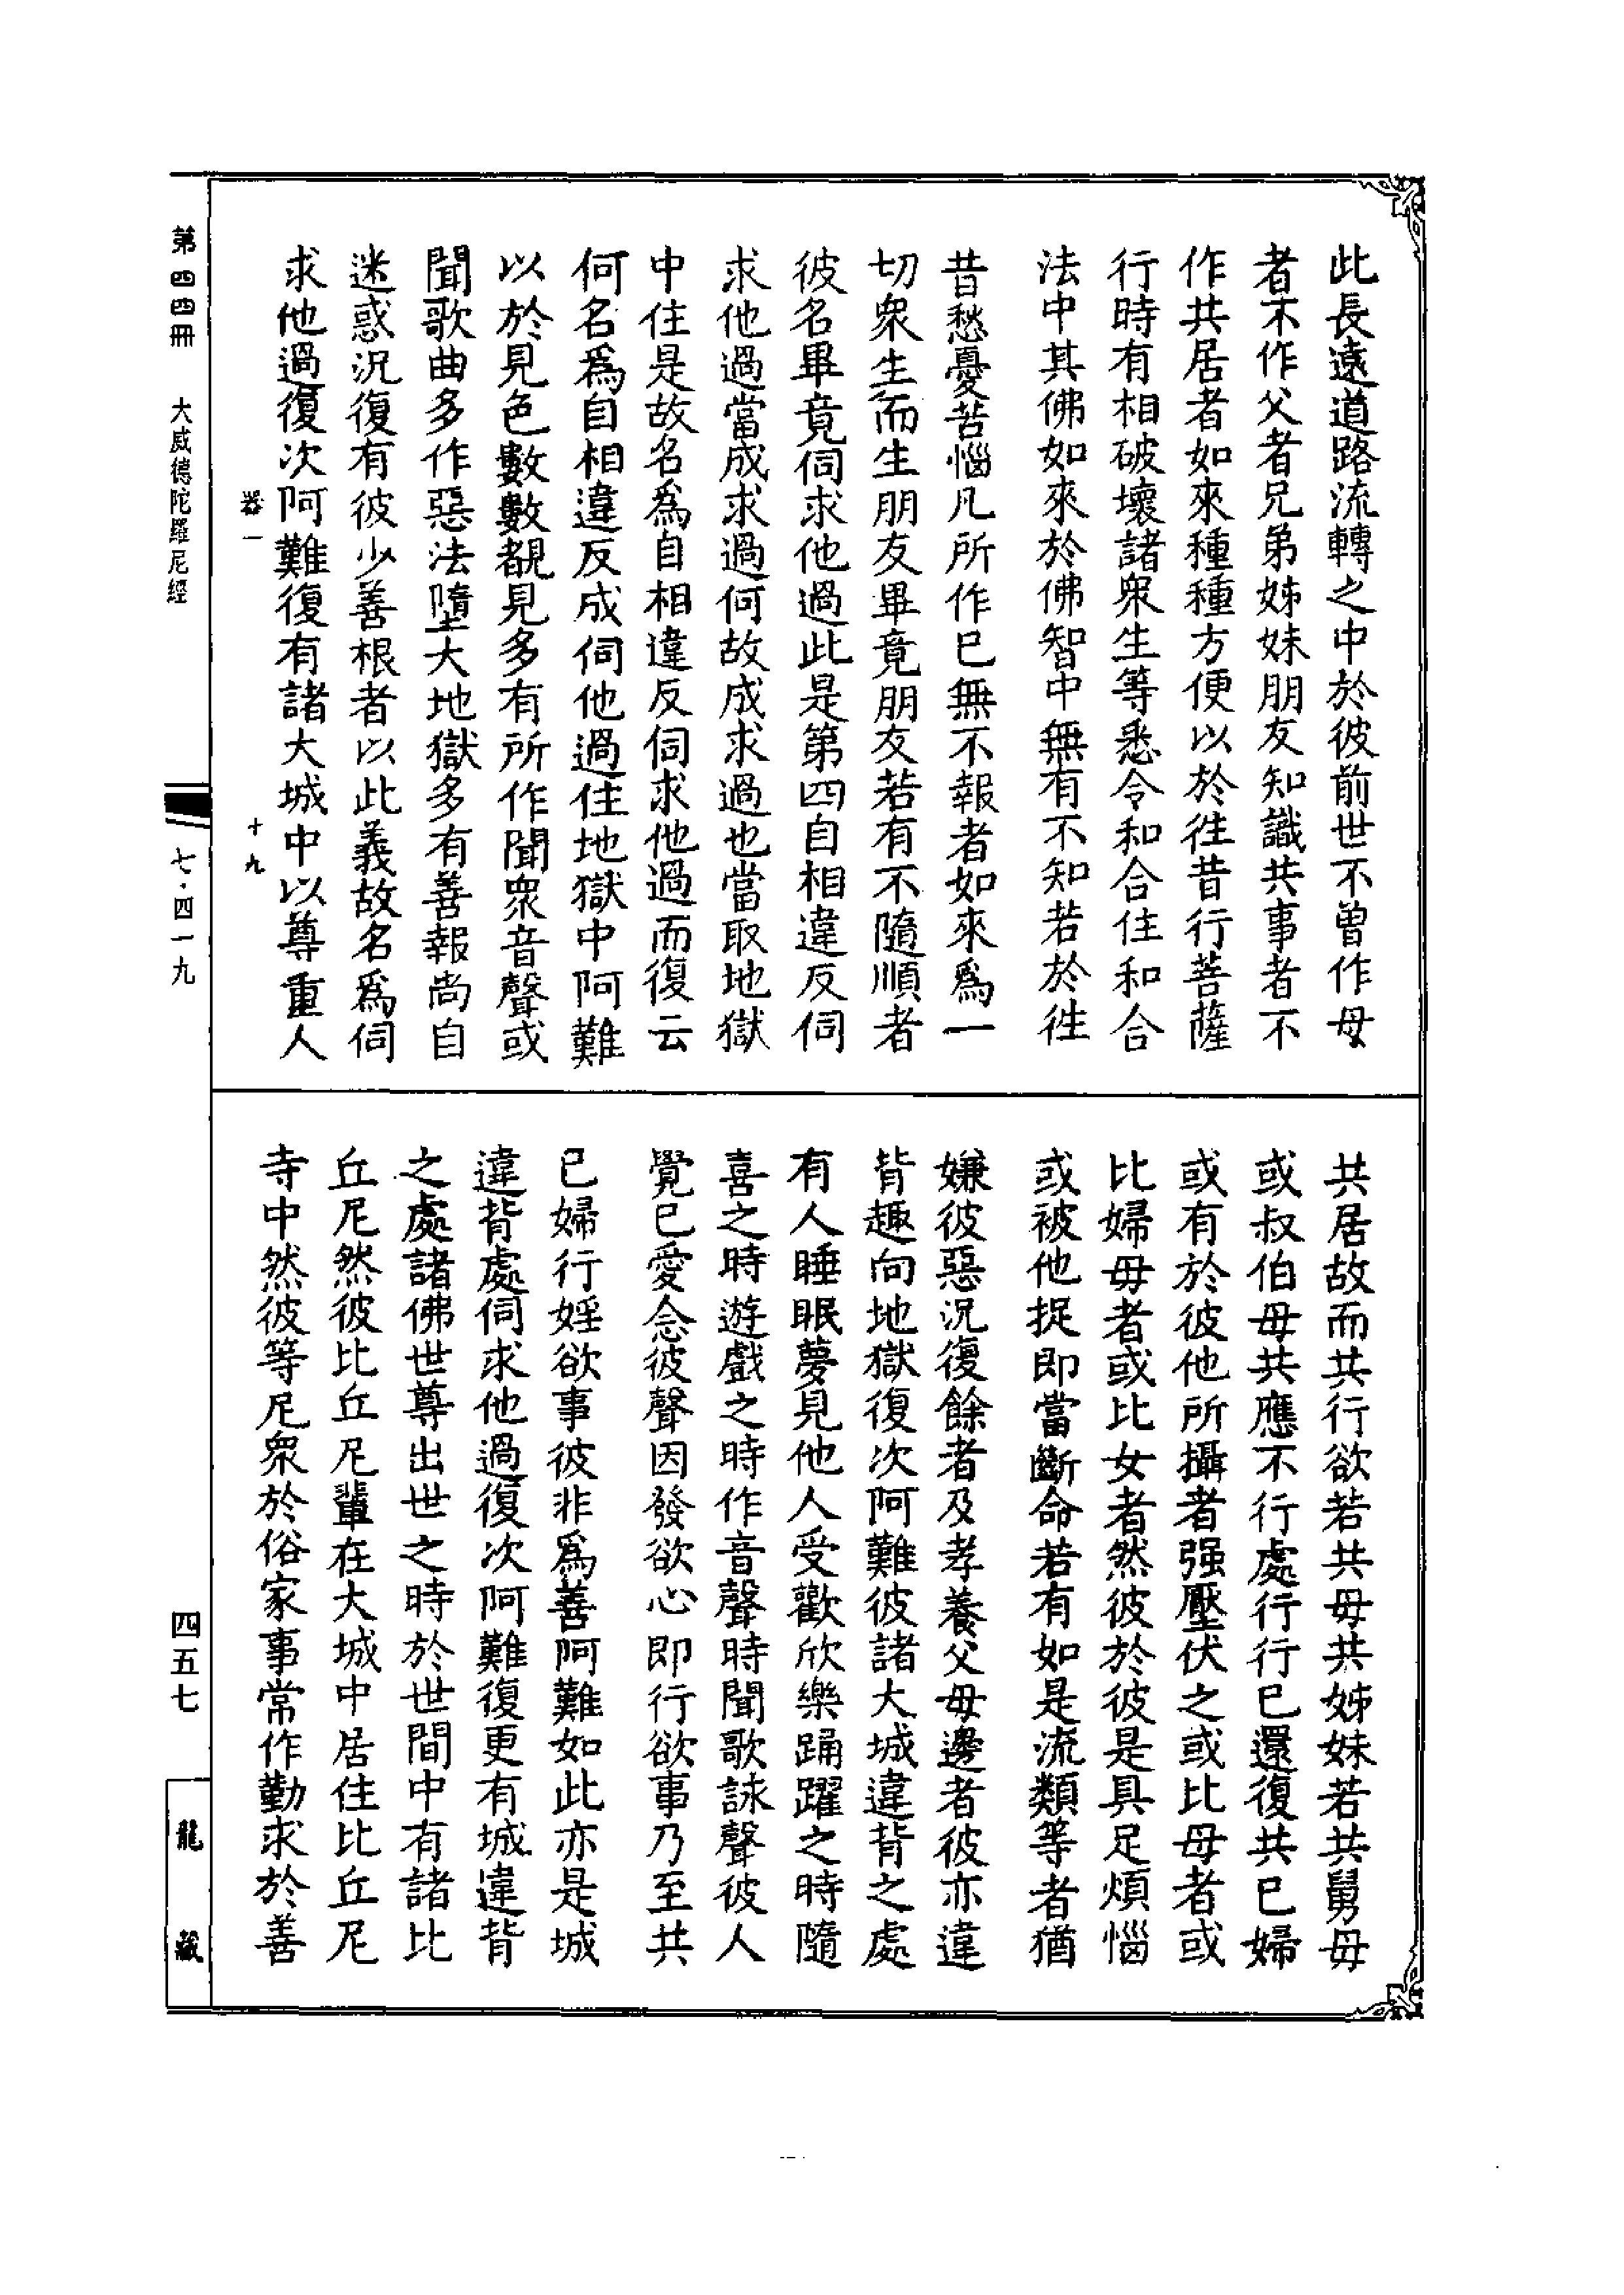 此長遠道路流轉之中於彼前世不曾作母
者不作父者兄弟姊妹朋友知識共事者不
作共居者如來種種方便以於徃昔行菩薩
行時有相破壞諸衆生等悉令和合住和合
法中其佛如來於佛智中無有不知若於徃
昔愁憂苦惱凡所作已無不報者如來爲一
切衆生而生朋友畢竟朋友若有不隨順者
彼名畢竟伺求他過此是第四自相違反伺
求他過當成求過何故成求過也當取地獄
中住是故名爲自相違反伺求他過而復云
何名爲自相違反成伺他過住地獄中阿難
以於見色數數覩見多有所作聞衆音聲或
聞歌曲多作惡法墮大地獄多有善報尚自
迷惑況復有彼少善根者以此義故名爲伺
求他過復次阿難復有諸大城中以尊重人
共居故而共行欲若共母共姊妹若共舅母
或叔伯母共應不行處行行已還復共已婦
或有於彼他所攝者强壓伏之或比母者或
比婦母者或比女者然彼於彼是具足煩惱
或被他捉即當斷命若有如是流類等者猶
嫌彼惡況復餘者及孝養父母邊者彼亦違
背趣向地獄復次阿難彼諸大城違背之處
有人睡眠夢見他人受歡欣樂踊躍之時隨
喜之時遊戲之時作音聲時聞歌詠聲彼人
覺已愛念彼聲因發欲心即行欲事乃至共
已婦行婬欲事彼非爲善阿難如此亦是城
違背處伺求他過復次阿難復更有城違背
之處諸佛世尊出世之時於世間中有諸比
丘尼然彼比丘尼輩在大城中居住比丘尼
寺中然彼等尼衆於俗家事常作勤求於善
器一
十九
第四四冊
大威德陀羅尼經
七·四一九
四五七
龍藏